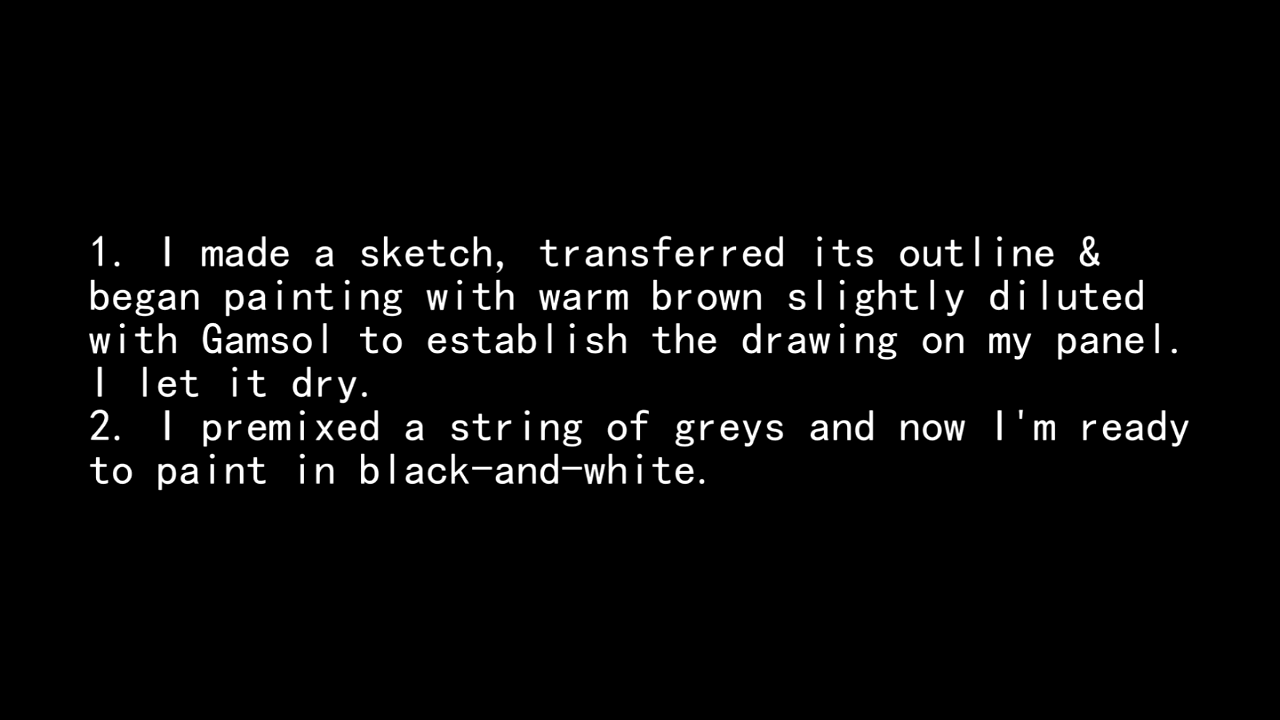 1. I made a sketch, transferred its outline &
began painting with warm brown slightly diluted
with Gamsol to establish the drawing on my panel.
I let it dry.
2. I premixed a string of greys and now I'm ready
to paint in black-and-white.